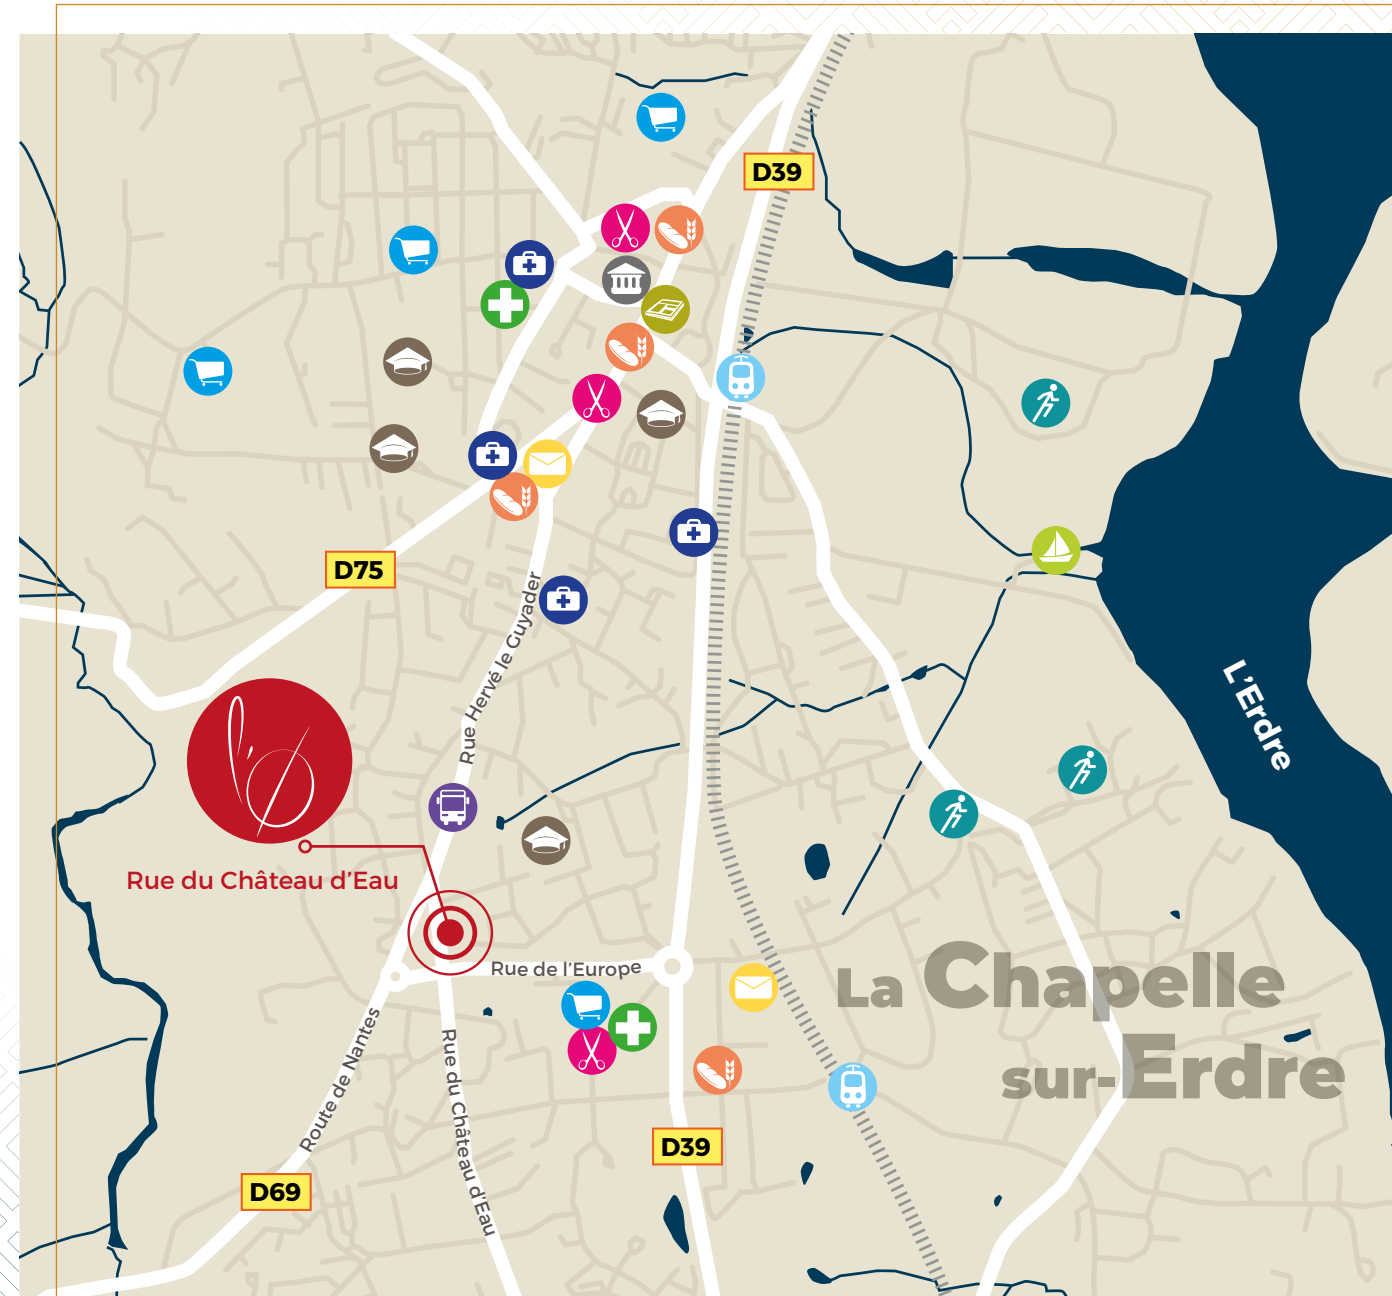 D39
D75
Rue Hervé le Guyader
L'Erdre
Rue du Château d'Eau
Rue de l'Europe
La Chapelle
sur-Erdre
Route de Nantes
Rue du Château d'Eau
D39
D69